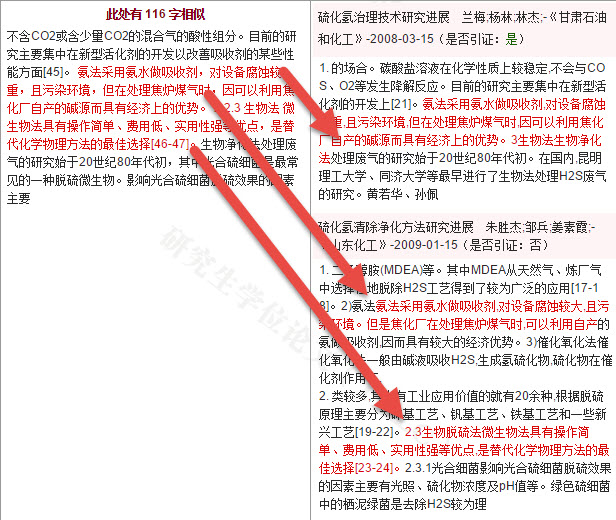 此处有 116 字相似
不含CO2或含少量CO2的混合气的酸性组分。目前的研
究主要集中在新型活化剂的开发以改善吸收剂的某些性
能方面[45]。氨法采用氨水做吸收剂，对设备腐蚀较
重，且污染环境，但在处理焦炉煤气时，因可以利用焦
化厂自产的碱源而具有经济上的优势。 2.3 生物法 微
生物法具有操作简单、费用低、实用性强等优点，是替
代化学物理方法的最佳选择[46-47]。生物净化法处理废
气的研究始于20世纪80年代初，其中光合硫细菌是最常
见的一种脱硫微生物。影响光合硫细菌脱硫效果的因素
主要
研究生学位论
硫化氢治理技术研究进展 兰梅;杨林;林杰;-《甘肃石油
和化工》-2008-03-15（是否引证：是）
1. 的场合。碳酸盐溶液在化学性质上较稳定,不会与CO
S、O2等发生降解反应。目前的研究主要集中在新型活
化剂的开发上[21]。氨法采用氨水做吸收剂,对设备腐蚀
重,且污染环境,但在处理焦炉煤气时,因可以利用焦化
厂自产的碱源而具有经济上的优势。3生物法生物净化
法处理废气的研究始于20世纪80年代初。在国内,昆明
理工大学、同济大学等最早进行了生物法处理H2S废气
的研究。黄若华、孙佩
硫化氢清除净化方法研究进展 朱胜杰;邹兵;姜素霞;-
山东化工》-2009-01-15（是否引证：否）
1. 二 醇胺(MDEA)等。其中MDEA从天然气、炼厂气
中选择 地脱除H2S工艺得到了较为广泛的应用[17-
8]。2)氨法氨法采用氨水做吸收剂,对设备腐蚀较大,且污
染环境。但是焦化厂在处理焦炉煤气时,可以利用自产的
氨做吸收剂,因而具有较大的经济优势。3)催化氧化法催
化氧化法一般由碱液吸收H2S,生成氢硫化物,硫化物在催
化剂作用
2. 类较多,其 有工业应用价值的就有20余种,根据脱硫
原理主要分为 基工艺、钒基工艺、铁基工艺和一些新
兴工艺[19-22]。2.3生物脱硫法微生物法具有操作简
单、费用低、实用性强等优点,是替代化学物理方法的最
佳选择[23-24]。2.3.1光合细菌影响光合硫细菌脱硫效果
的因素主要有光照、硫化物浓度及pH值等。绿色硫细菌
中的栖泥绿菌是去除H2S较为理